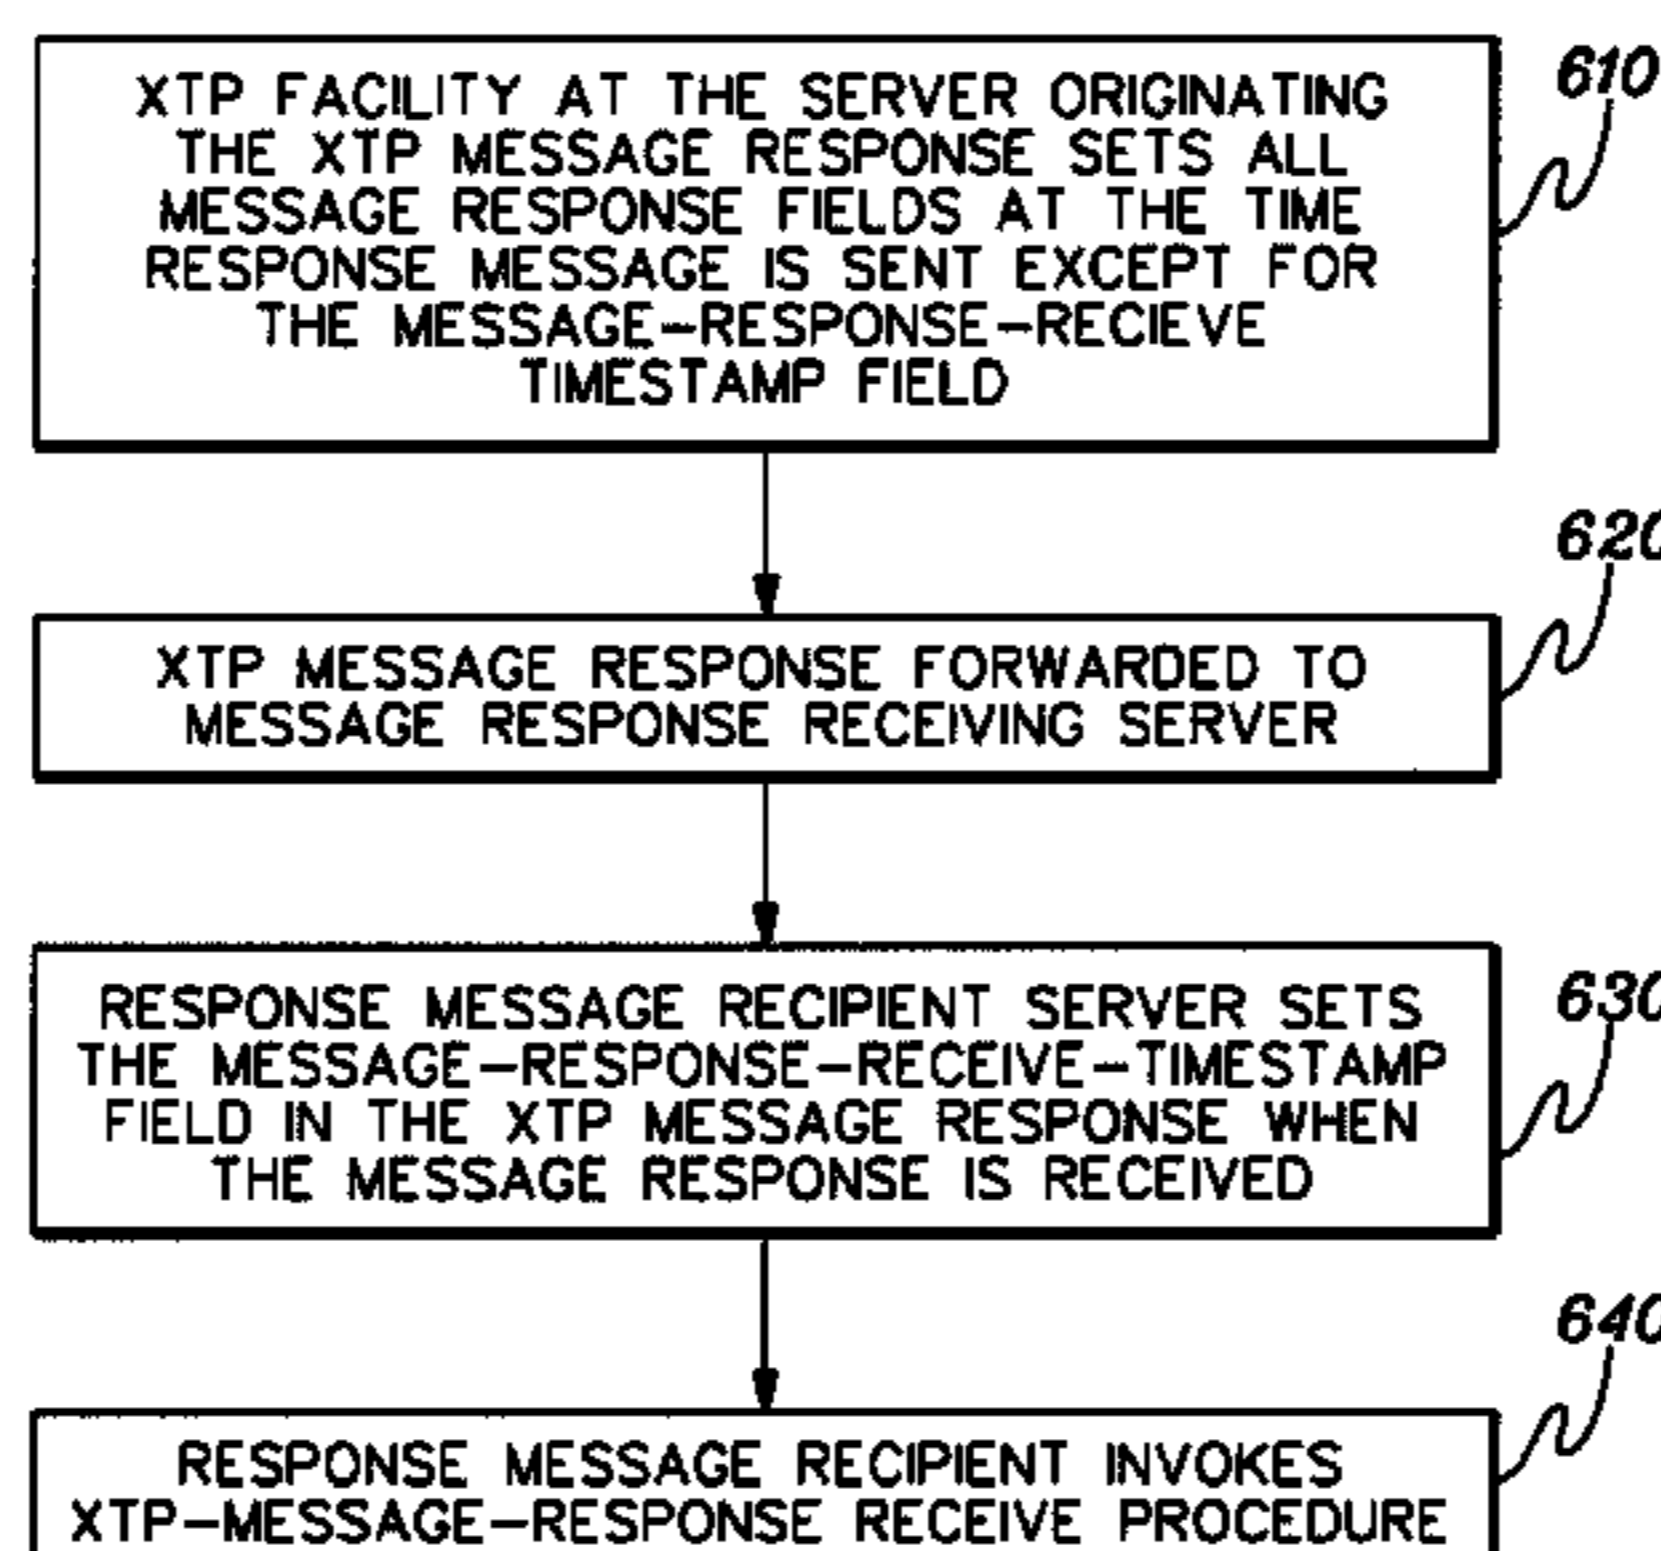 610
XTP FACILITY AT THE SERVER ORIGINATING
THE XTP MESSAGE RESPONSE SETS ALL
MESSAGE RESPONSE FIELDS AT THE TIME
RESPONSE MESSAGE IS SENT EXCEPT FOR
THE MESSAGE-RESPONSE-RECIEVE
TIMESTAMP FIELD
620
XTP MESSAGE RESPONSE FORWARDED TO
MESSAGE RESPONSE RECEIVING SERVER
630
RESPONSE MESSAGE RECIPIENT SERVER SETS
THE MESSAGE-RESPONSE-RECEIVE-TIMESTAMP
FIELD IN THE XTP MESSAGE RESPONSE WHEN
THE MESSAGE RESPONSE IS RECEIVED
640
RESPONSE MESSAGE RECIPIENT INVOKES
XTP-MESSAGE-RESPONSE RECEIVE PROCEDURE